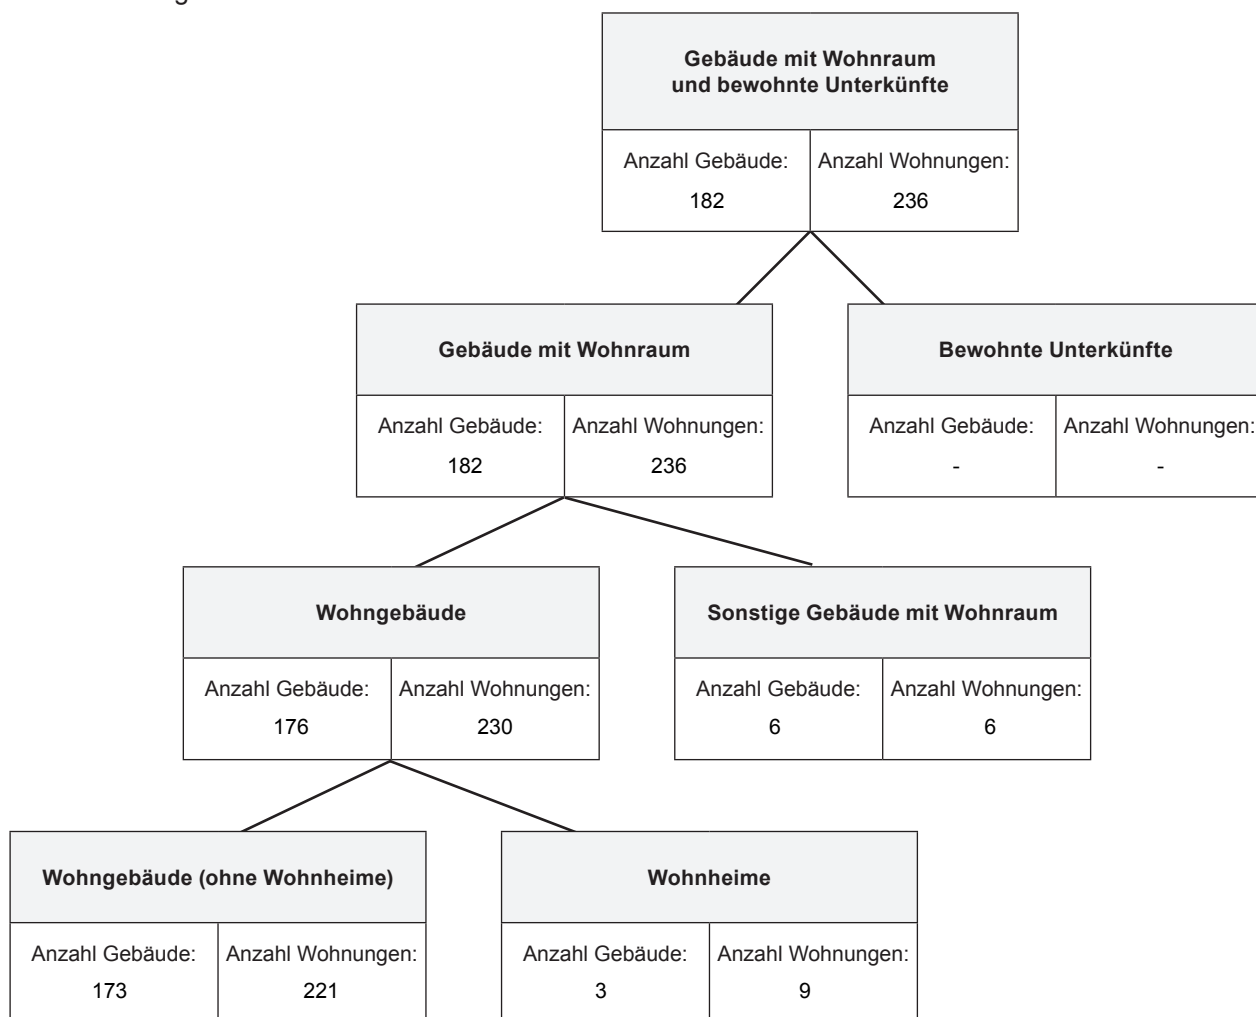 Gebäude mit Wohnraum
und bewohnte Unterkünfte
Anzahl Gebäude: Anzahl Wohnungen:
182 236
Gebäude mit Wohnraum
Bewohnte Unterkünfte
Anzahl Gebäude: Anzahl Wohnungen:
182 236
Anzahl Gebäude: Anzahl Wohnungen:
- -
Wohngebäude
Sonstige Gebäude mit Wohnraum
Anzahl Gebäude: Anzahl Wohnungen:
176 230
Anzahl Gebäude: Anzahl Wohnungen:
6 6
Wohngebäude (ohne Wohnheime)
Wohnheime
Anzahl Gebäude: Anzahl Wohnungen:
173 221
Anzahl Gebäude: Anzahl Wohnungen:
3 9